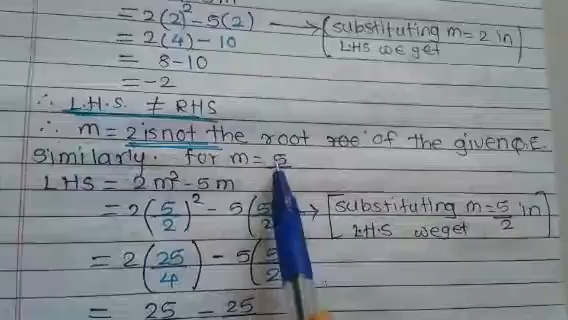 = 2(2)² - 5(2) → [substituting m = 2 in
= 2(4) - 10 LHS we get
= 8 - 10
= -2
∴ L.H.S. ≠ RHS
∴ m = 2 is not the root roe of the given Q.E.
similarly. for m = 5
LHS = 2m² - 5m
= 2(5/2)² - 5(5/2 → [substituting m = 5/2 in
L.H.S we get
= 2(25/4) - 5(5/2
= 25 - 25